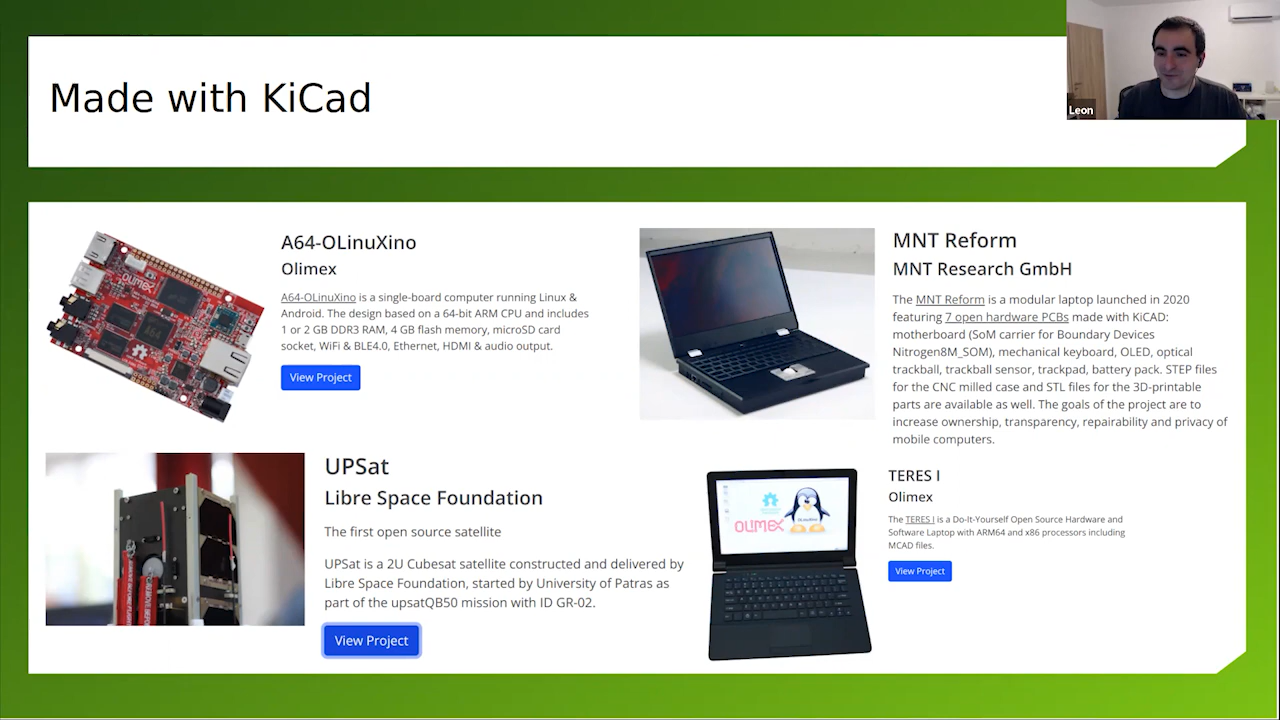 Made with KiCad
Leon
A64-OLinuXino
Olimex
A64-OLinuXino is a single-board computer running Linux &
Android. The design based on a 64-bit ARM CPU and includes
1 or 2 GB DDR3 RAM, 4 GB flash memory, microSD card
socket, WiFi & BLE4.0, Ethernet, HDMI & audio output.
View Project
MNT Reform
MNT Research GmbH
The MNT Reform is a modular laptop launched in 2020
featuring 7 open hardware PCBs made with KiCAD:
motherboard (SoM carrier for Boundary Devices
Nitrogen8M_SOM), mechanical keyboard, OLED, optical
trackball, trackball sensor, trackpad, battery pack. STEP files
for the CNC milled case and STL files for the 3D-printable
parts are available as well. The goals of the project are to
increase ownership, transparency, repairability and privacy of
mobile computers.
UPSat
Libre Space Foundation
The first open source satellite
UPSat is a 2U Cubesat satellite constructed and delivered by
Libre Space Foundation, started by University of Patras as
part of the upsatQB50 mission with ID GR-02.
View Project
TERES I
Olimex
The TERES I is a Do-It-Yourself Open Source Hardware and
Software Laptop with ARM64 and x86 processors including
MCAD files.
View Project
OLIMEX
OLIMEX
A64